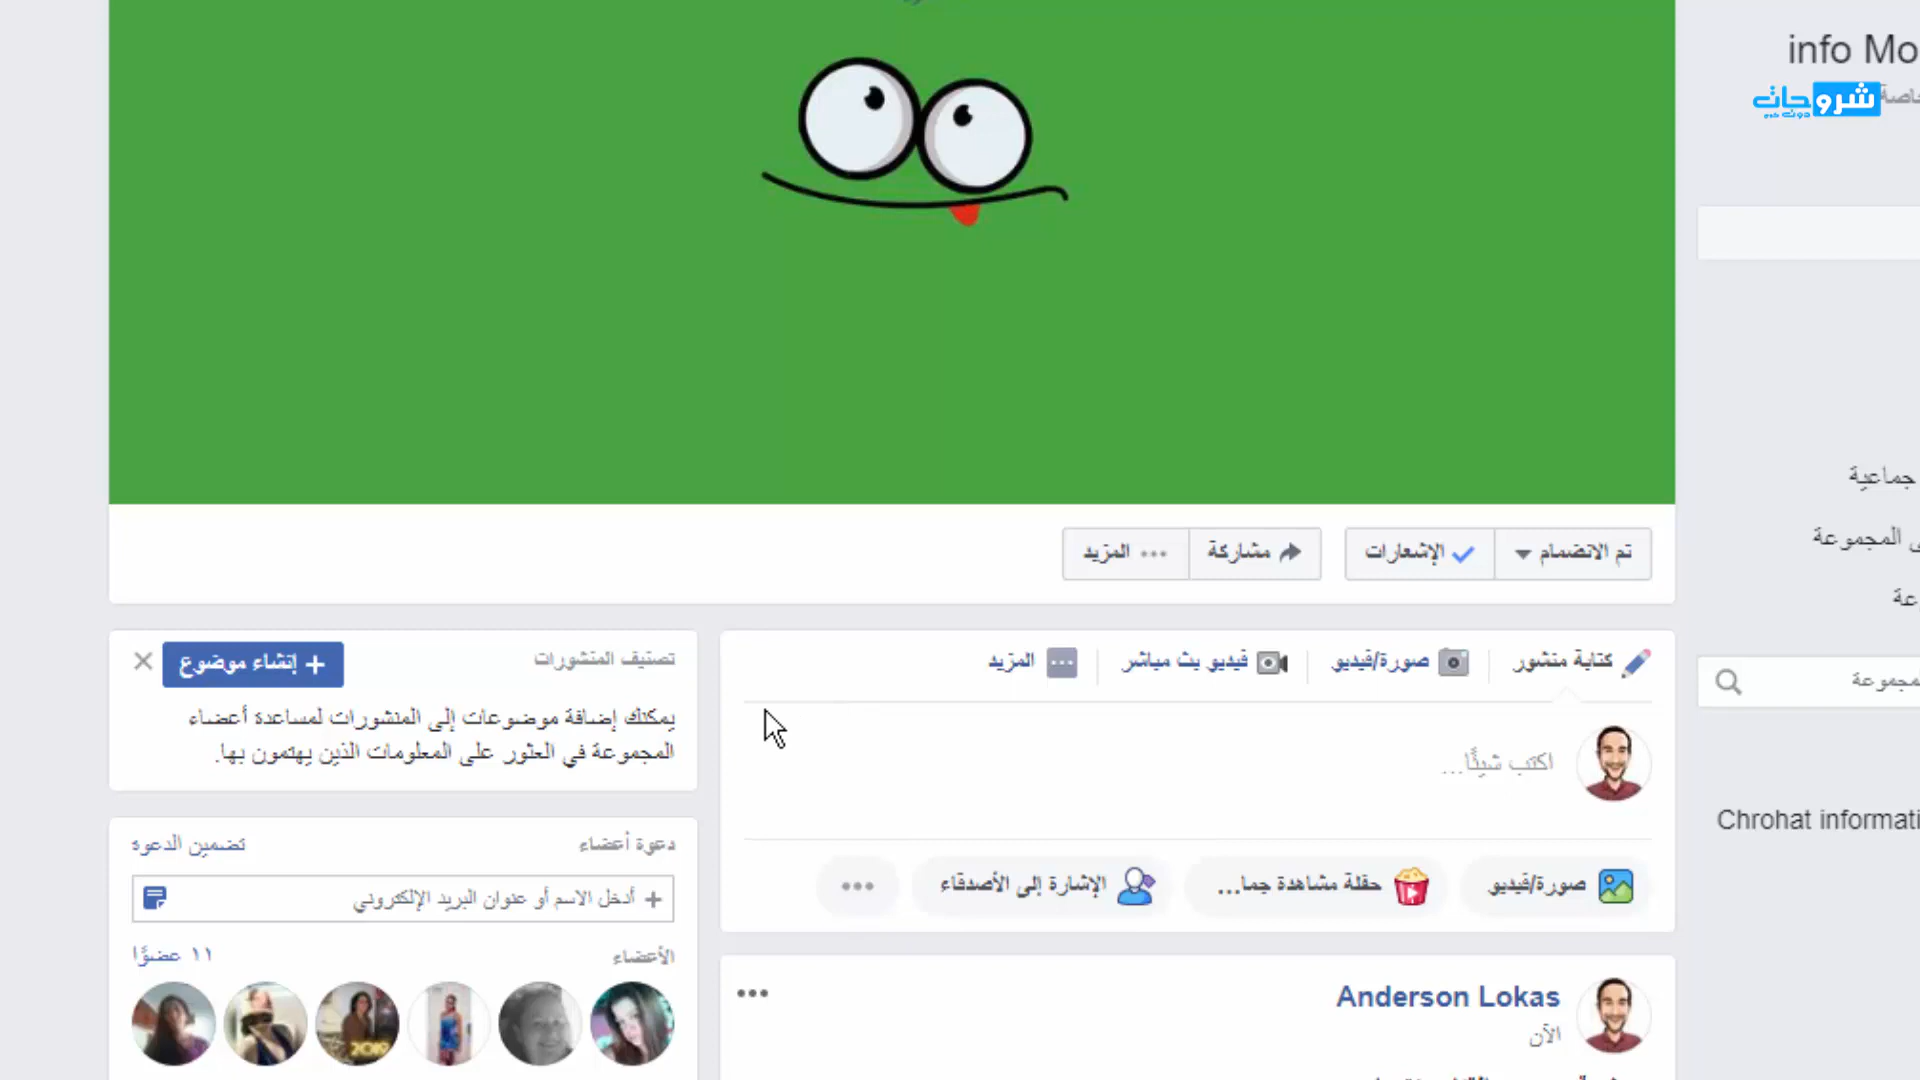 info Mo
شروحات
دوت كوم
تم الانضمام
الإشعارات
مشاركة
المزيد
جماعية
المجموعة
كتابة منشور
صورة/فيديو
فيديو بث مباشر
المزيد
اكتب شيئًا...
صورة/فيديو
حفلة مشاهدة جما...
الإشارة إلى الأصدقاء
Anderson Lokas
الآن
تصنيف المنشورات
إنشاء موضوع
يمكنك إضافة موضوعات إلى المنشورات لمساعدة أعضاء
المجموعة في العثور على المعلومات الذين يهتمون بها.
دعوة أعضاء
تضمين الدعوة
أدخل الاسم أو عنوان البريد الإلكتروني
الأعضاء
١١ عضوًا
2019
Chrohat informati